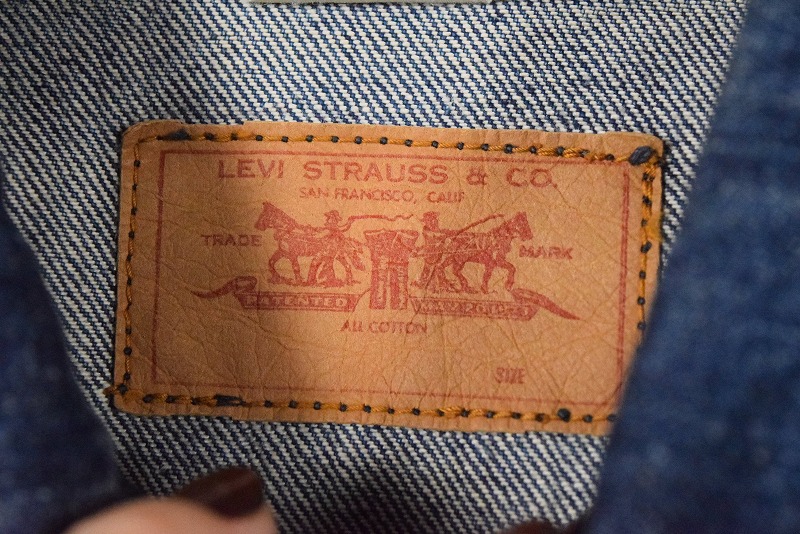 LEVI STRAUSS & CO.
SAN FRANCISCO, CALIF
TRADE MARK
PATENTED
ALL COTTON
SIZE